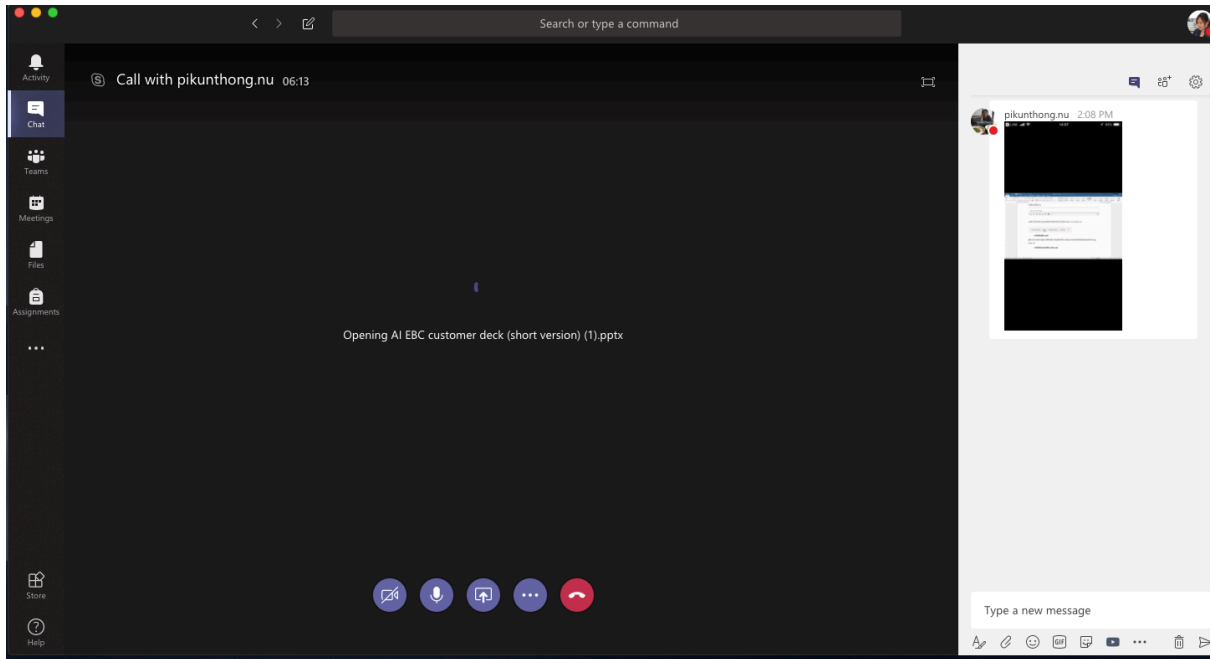 Search or type a command
Activity
Chat
Teams
Meetings
Files
Assignments
Store
Help
Call with pikunthong.nu 06:13
Opening AI EBC customer deck (short version) (1).pptx
pikunthong.nu 2:08 PM
Type a new message
GIF